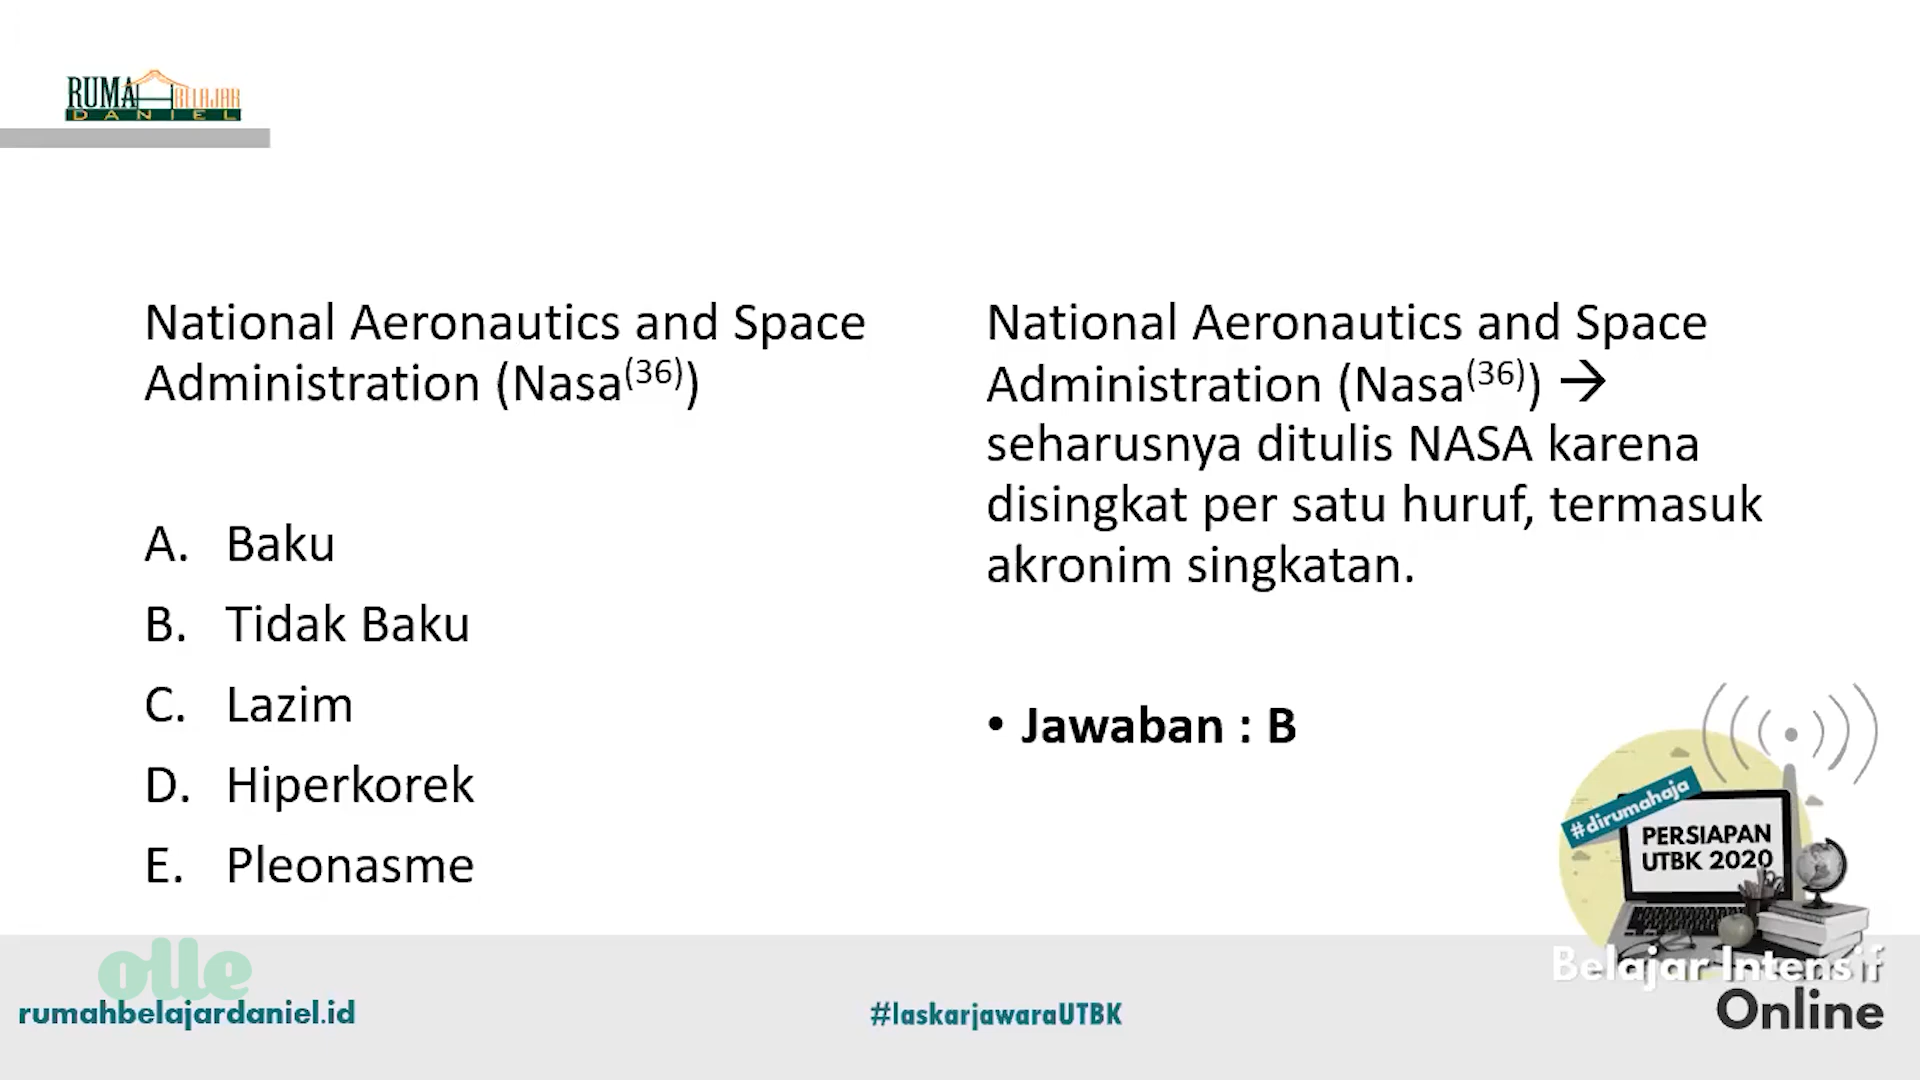 RUMA BELAJAR
DANIEL
National Aeronautics and Space
Administration (Nasa(36))
A. Baku
B. Tidak Baku
C. Lazim
D. Hiperkorek
E. Pleonasme
National Aeronautics and Space
Administration (Nasa(36)) →
seharusnya ditulis NASA karena
disingkat per satu huruf, termasuk
akronim singkatan.
• Jawaban : B
#dirumahaja
PERSIAPAN
UTBK 2020
Belajar Intensif
Online
olle
rumahbelajardaniel.id
#laskarjawaraUTBK